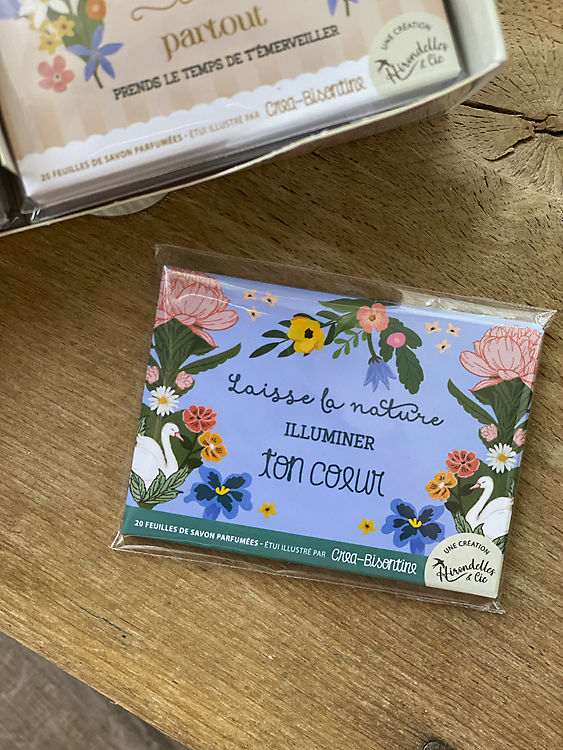 partout
PRENDS LE TEMPS DE T'ÉMERVEILLER
20 FEUILLES DE SAVON PARFUMÉES - ÉTUI ILLUSTRÉ PAR Crea-Bisontine
UNE CRÉATION
Hirondelles
& Cie
Laisse la nature
ILLUMINER
ton coeur
20 FEUILLES DE SAVON PARFUMÉES - ÉTUI ILLUSTRÉ PAR Crea-Bisontine
UNE CRÉATION
Hirondelles
& Cie